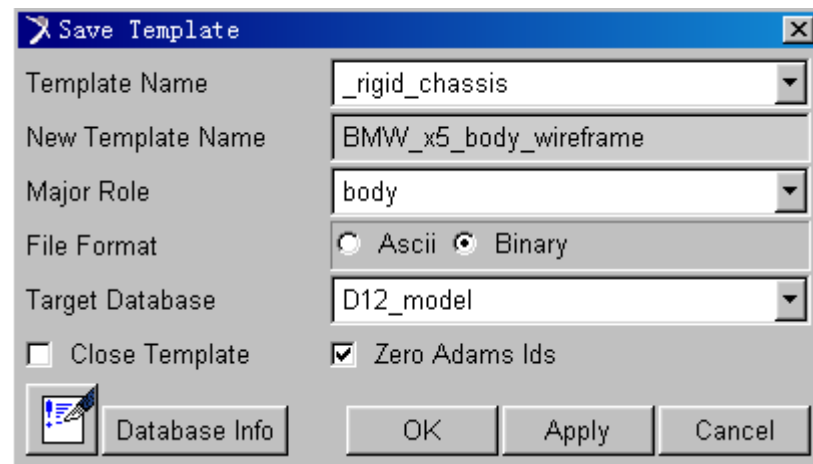 Save Template
Template Name _rigid_chassis
New Template Name BMW_x5_body_wireframe
Major Role body
File Format Ascii Binary
Target Database D12_model
Close Template Zero Adams Ids
Database Info OK Apply Cancel